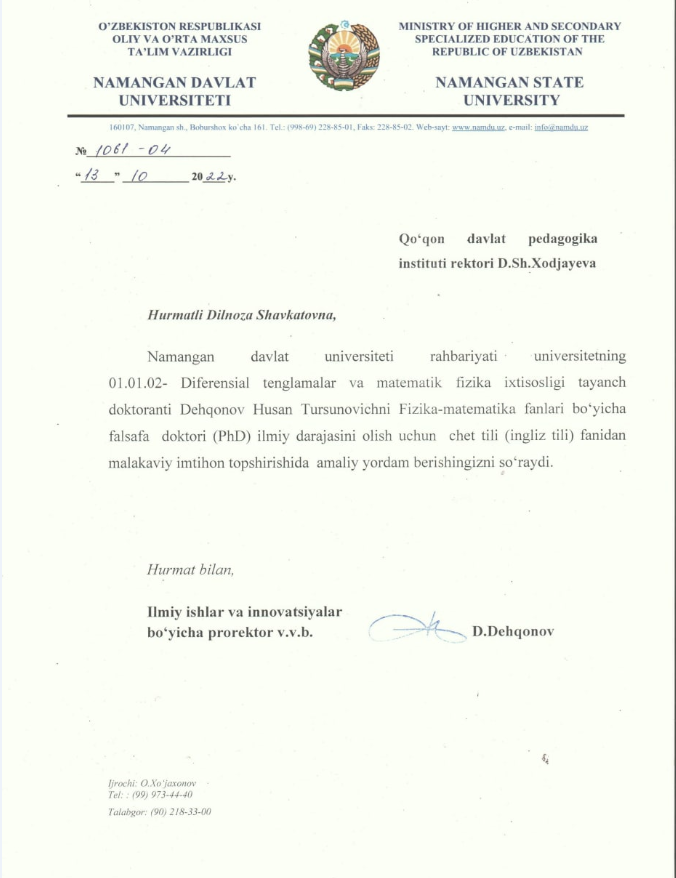 O’ZBEKISTON RESPUBLIKASI
OLIY VA O’RTA MAXSUS
TA’LIM VAZIRLIGI
NAMANGAN DAVLAT
UNIVERSITETI
MINISTRY OF HIGHER AND SECONDARY
SPECIALIZED EDUCATION OF THE
REPUBLIC OF UZBEKISTAN
NAMANGAN STATE
UNIVERSITY
160107, Namangan sh., Boburshox ko`cha 161. Tel.: (998-69) 228-85-01, Faks: 228-85-02. Web-sayt: www.namdu.uz, e-mail: info@namdu.uz
№ 1061-04
“13” 10 2022y.
Qo‘qon davlat pedagogika
instituti rektori D.Sh.Xodjayeva
Hurmatli Dilnoza Shavkatovna,
Namangan davlat universiteti rahbariyati universitetning
01.01.02- Diferensial tenglamalar va matematik fizika ixtisosligi tayanch
doktoranti Dehqonov Husan Tursunovichni Fizika-matematika fanlari bo‘yicha
falsafa doktori (PhD) ilmiy darajasini olish uchun chet tili (ingliz tili) fanidan
malakaviy imtihon topshirishida amaliy yordam berishingizni so‘raydi.
Hurmat bilan,
Ilmiy ishlar va innovatsiyalar
bo‘yicha prorektor v.v.b.
D.Dehqonov
Ijrochi: O.Xo‘jaxonov
Tel: : (99) 973-44-40
Talabgor: (90) 218-33-00